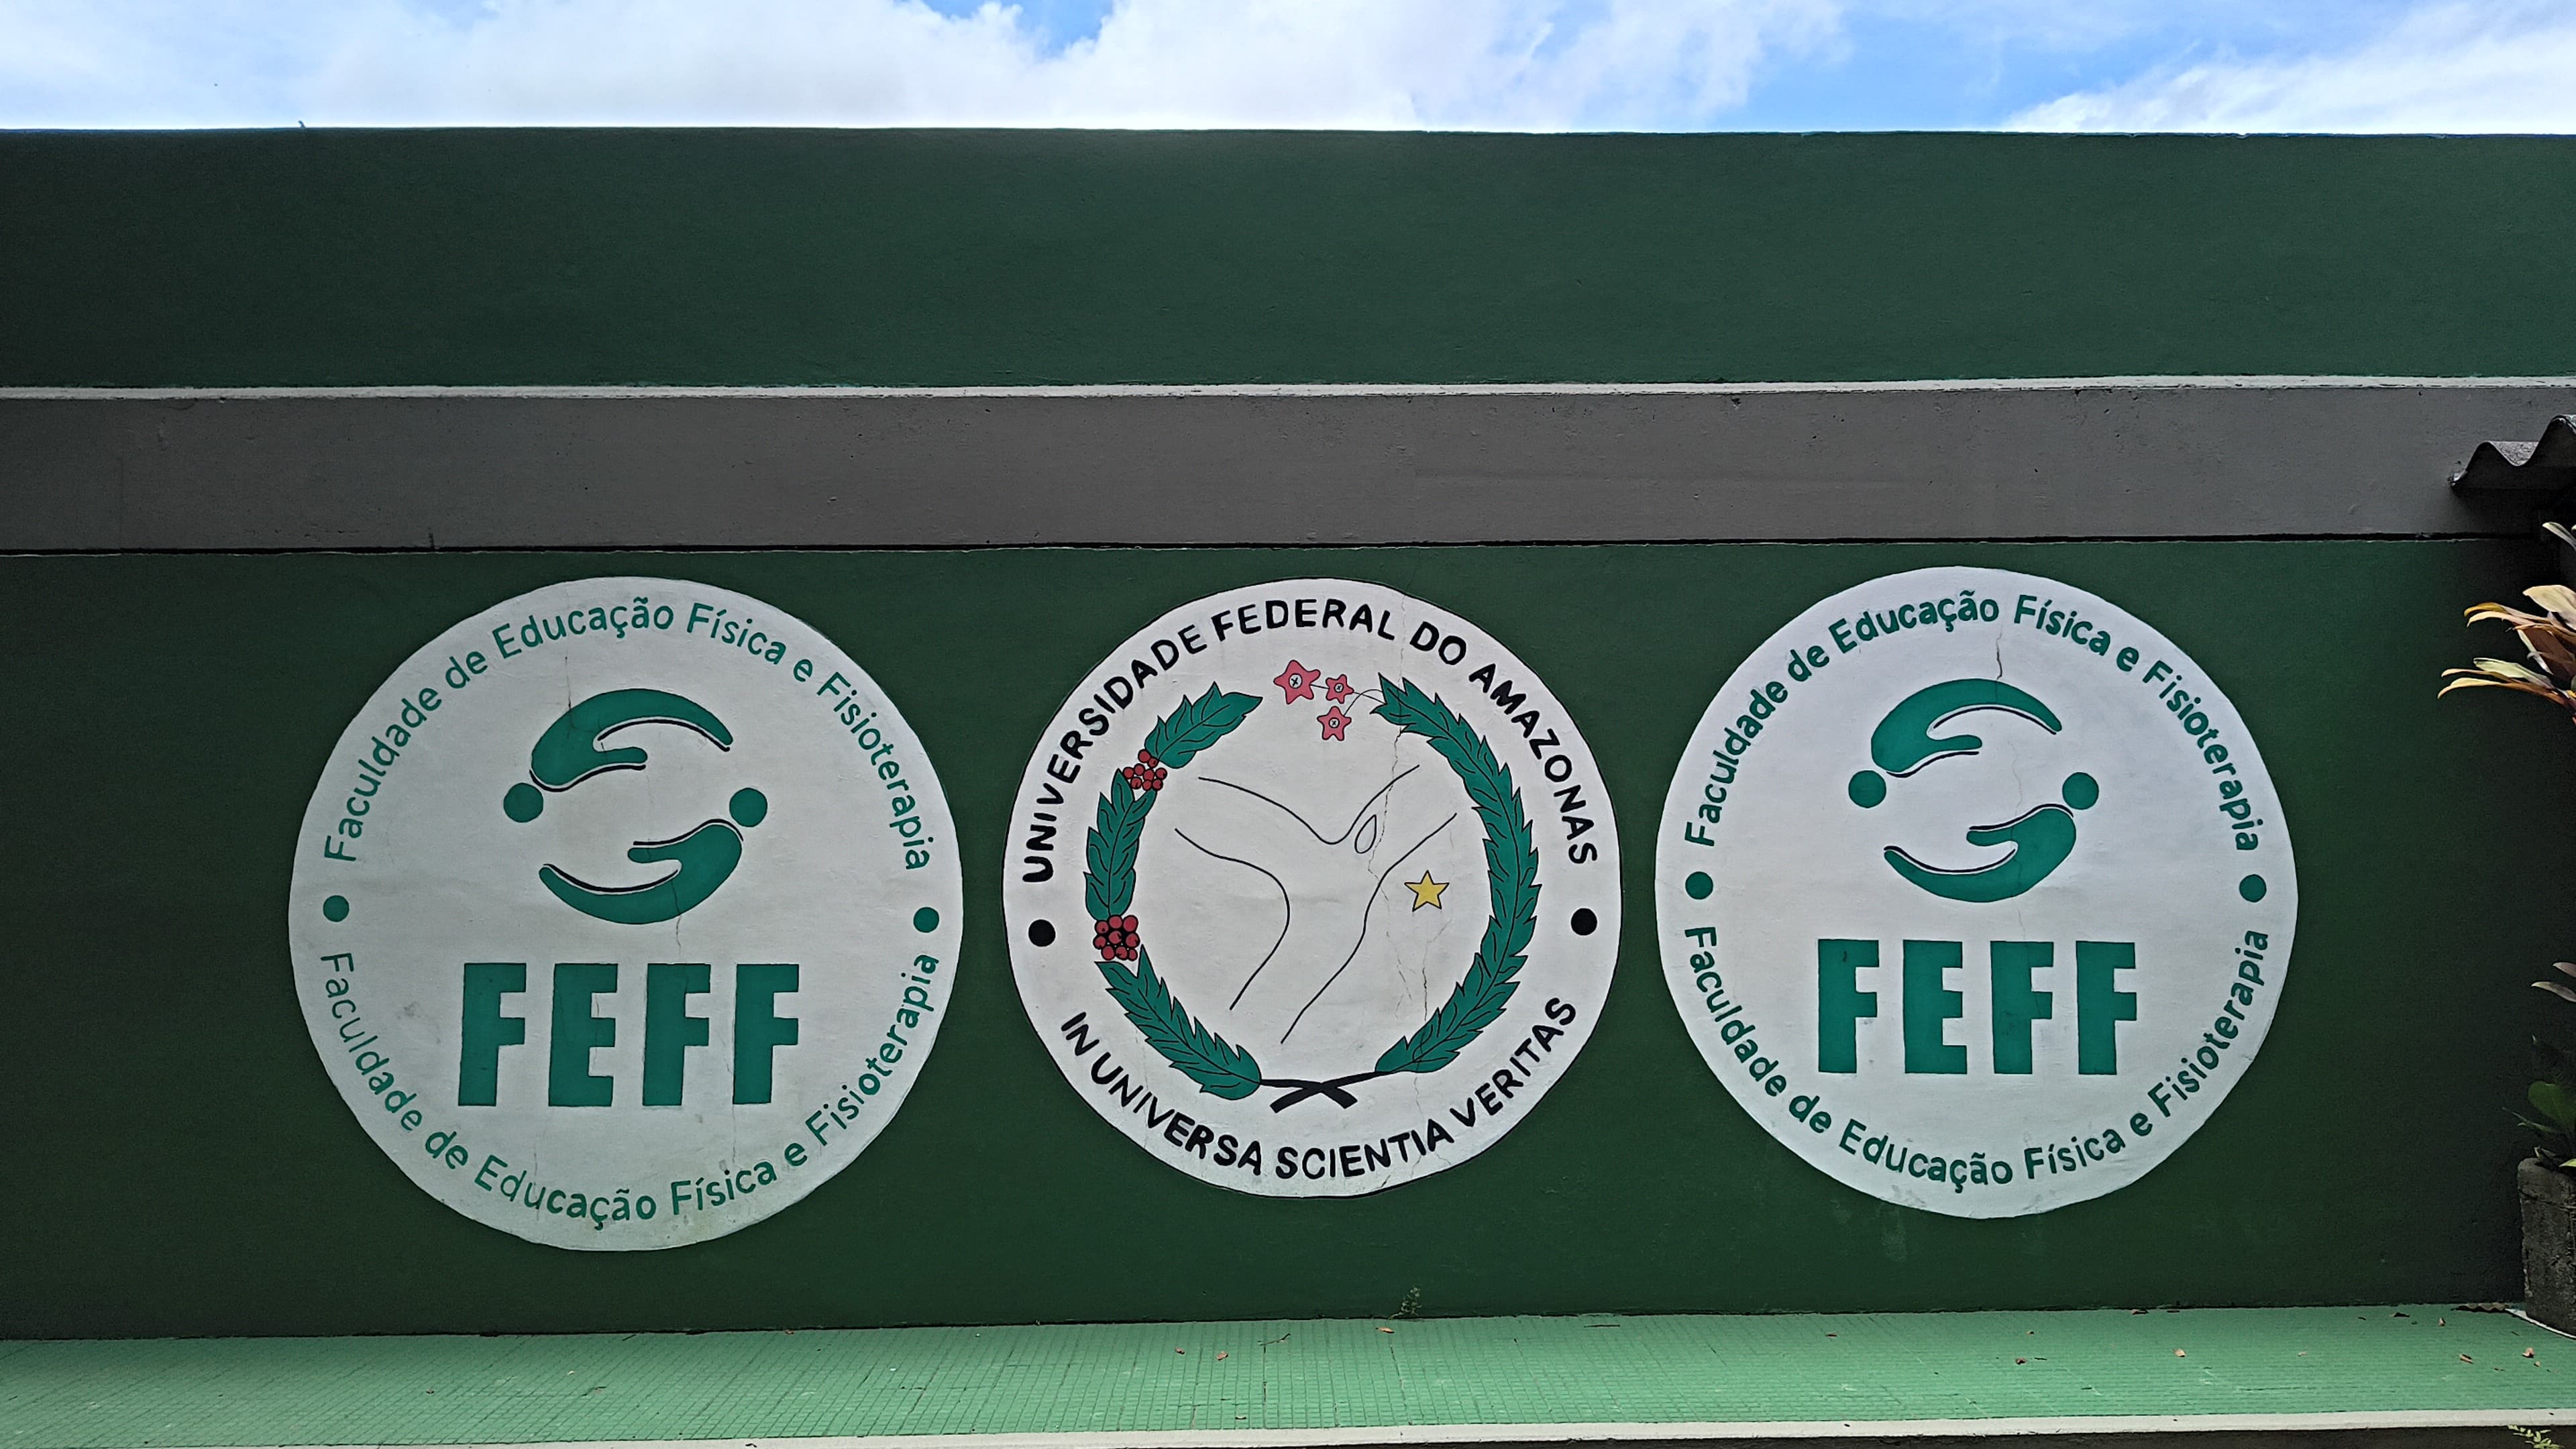 Faculdade de Educação Física e Fisioterapia
FEFF
Faculdade de Educação Física e Fisioterapia
UNIVERSIDADE FEDERAL DO AMAZONAS
IN UNIVERSA SCIENTIA VERITAS
Faculdade de Educação Física e Fisioterapia
FEFF
Faculdade de Educação Física e Fisioterapia